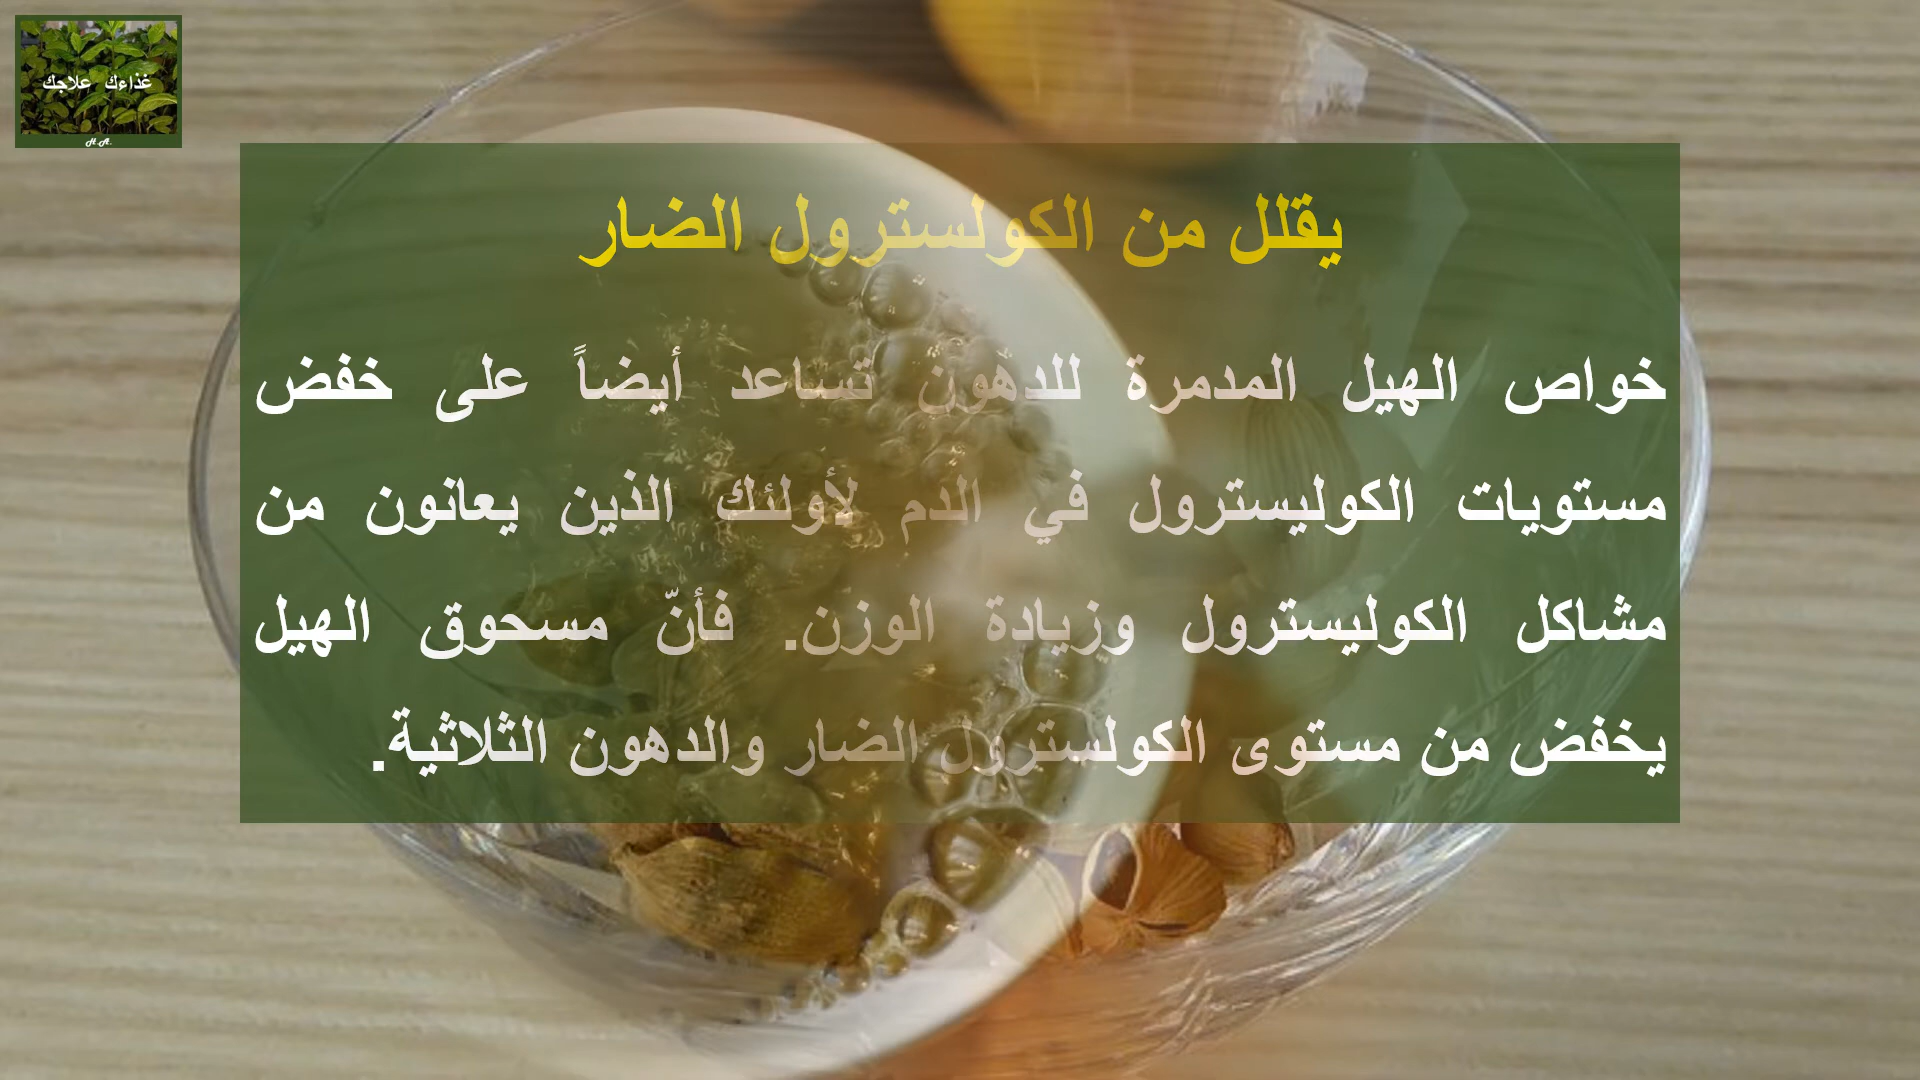 غذاءك علاجك
H.A.
يقلل من الكولسترول الضار
خواص الهيل المدمرة للدهون تساعد أيضاً على خفض
مستويات الكوليسترول في الدم لأولئك الذين يعانون من
مشاكل الكوليسترول وزيادة الوزن. فأنّ مسحوق الهيل
يخفض من مستوى الكولسترول الضار والدهون الثلاثية.